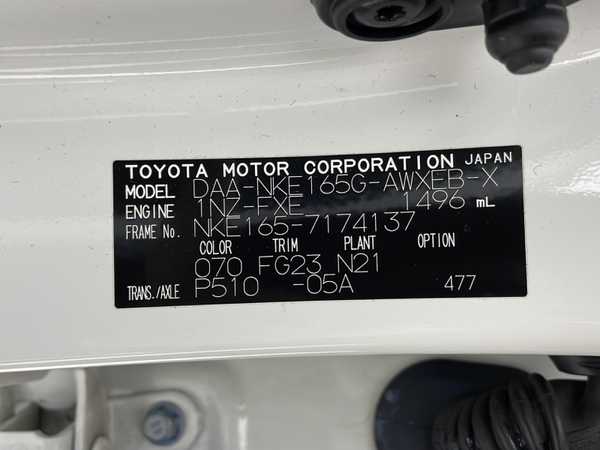 TOYOTA MOTOR CORPORATION JAPAN
MODEL DAA-NKE165G-AWXEB-X
ENGINE 1NZ-FXE 1496 mL
FRAME No. NKE165-7174137
COLOR TRIM PLANT OPTION
070 FG23 N21
TRANS./AXLE P510 -05A 477